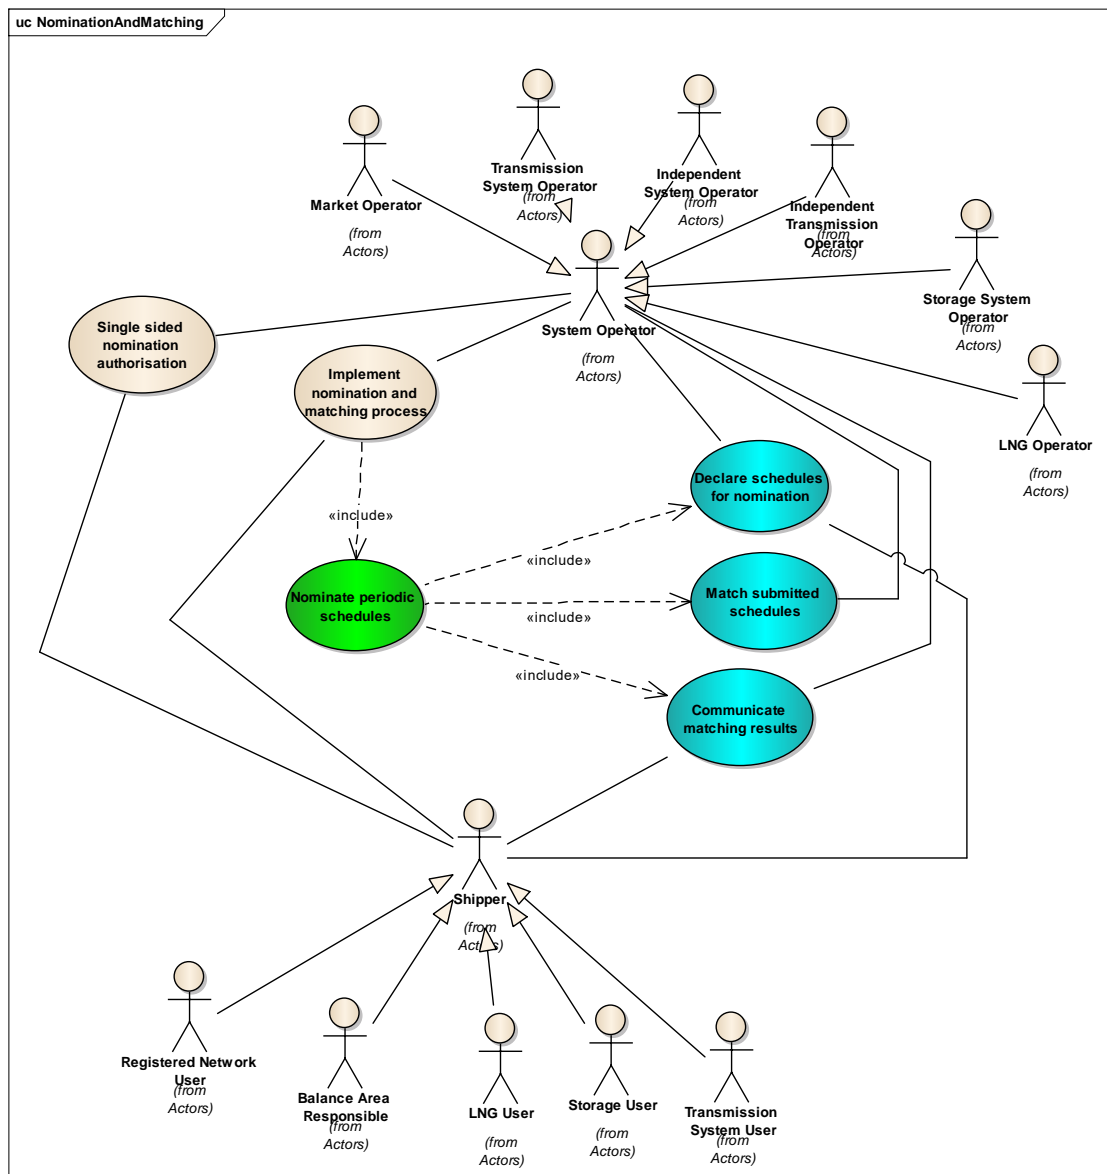 uc NominationAndMatching
Transmission
System Operator
(from
Actors)
Independent
System Operator
(from
Actors)
Market Operator
(from
Actors)
Independent
Transmission
Operator
(from
Actors)
Storage System
Operator
(from
Actors)
System Operator
(from
Actors)
Single sided
nomination
authorisation
Implement
nomination and
matching process
LNG Operator
(from
Actors)
Declare schedules
for nomination
«include»
«include»
Nominate periodic
schedules
Match submitted
schedules
«include»
«include»
Communicate
matching results
Shipper
(from
Actors)
Registered Network
User
(from
Actors)
Balance Area
Responsible
(from
Actors)
LNG User
(from
Actors)
Storage User
(from
Actors)
Transmission
System User
(from
Actors)